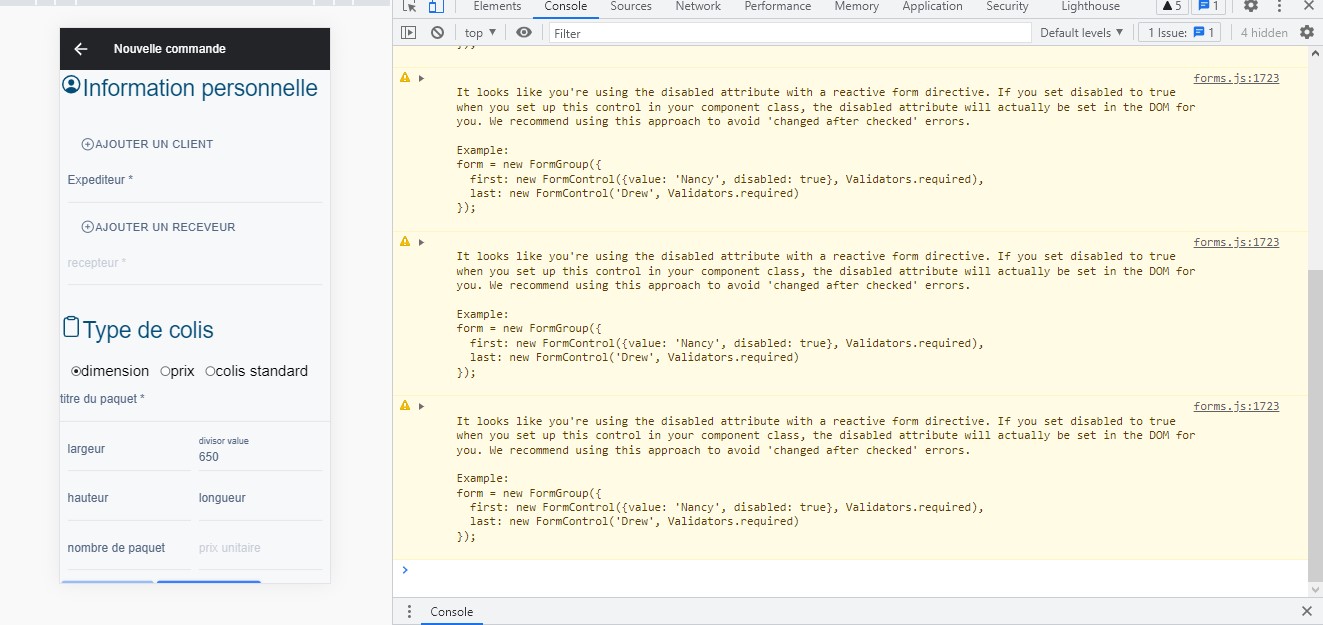 Nouvelle commande
Information personnelle
AJOUTER UN CLIENT
Expediteur *
AJOUTER UN RECEVEUR
recepteur *
Type de colis
dimension prix colis standard
titre du paquet *
largeur
divisor value
650
hauteur longueur
nombre de paquet prix unitaire
Elements Console Sources Network Performance Memory Application Security Lighthouse 5 1
top Filter Default levels 1 Issue: 1 4 hidden
});
forms.js:1723
It looks like you're using the disabled attribute with a reactive form directive. If you set disabled to true
when you set up this control in your component class, the disabled attribute will actually be set in the DOM for
you. We recommend using this approach to avoid 'changed after checked' errors.
Example:
form = new FormGroup({
first: new FormControl({value: 'Nancy', disabled: true}, Validators.required),
last: new FormControl('Drew', Validators.required)
});
forms.js:1723
It looks like you're using the disabled attribute with a reactive form directive. If you set disabled to true
when you set up this control in your component class, the disabled attribute will actually be set in the DOM for
you. We recommend using this approach to avoid 'changed after checked' errors.
Example:
form = new FormGroup({
first: new FormControl({value: 'Nancy', disabled: true}, Validators.required),
last: new FormControl('Drew', Validators.required)
});
forms.js:1723
It looks like you're using the disabled attribute with a reactive form directive. If you set disabled to true
when you set up this control in your component class, the disabled attribute will actually be set in the DOM for
you. We recommend using this approach to avoid 'changed after checked' errors.
Example:
form = new FormGroup({
first: new FormControl({value: 'Nancy', disabled: true}, Validators.required),
last: new FormControl('Drew', Validators.required)
});
Console